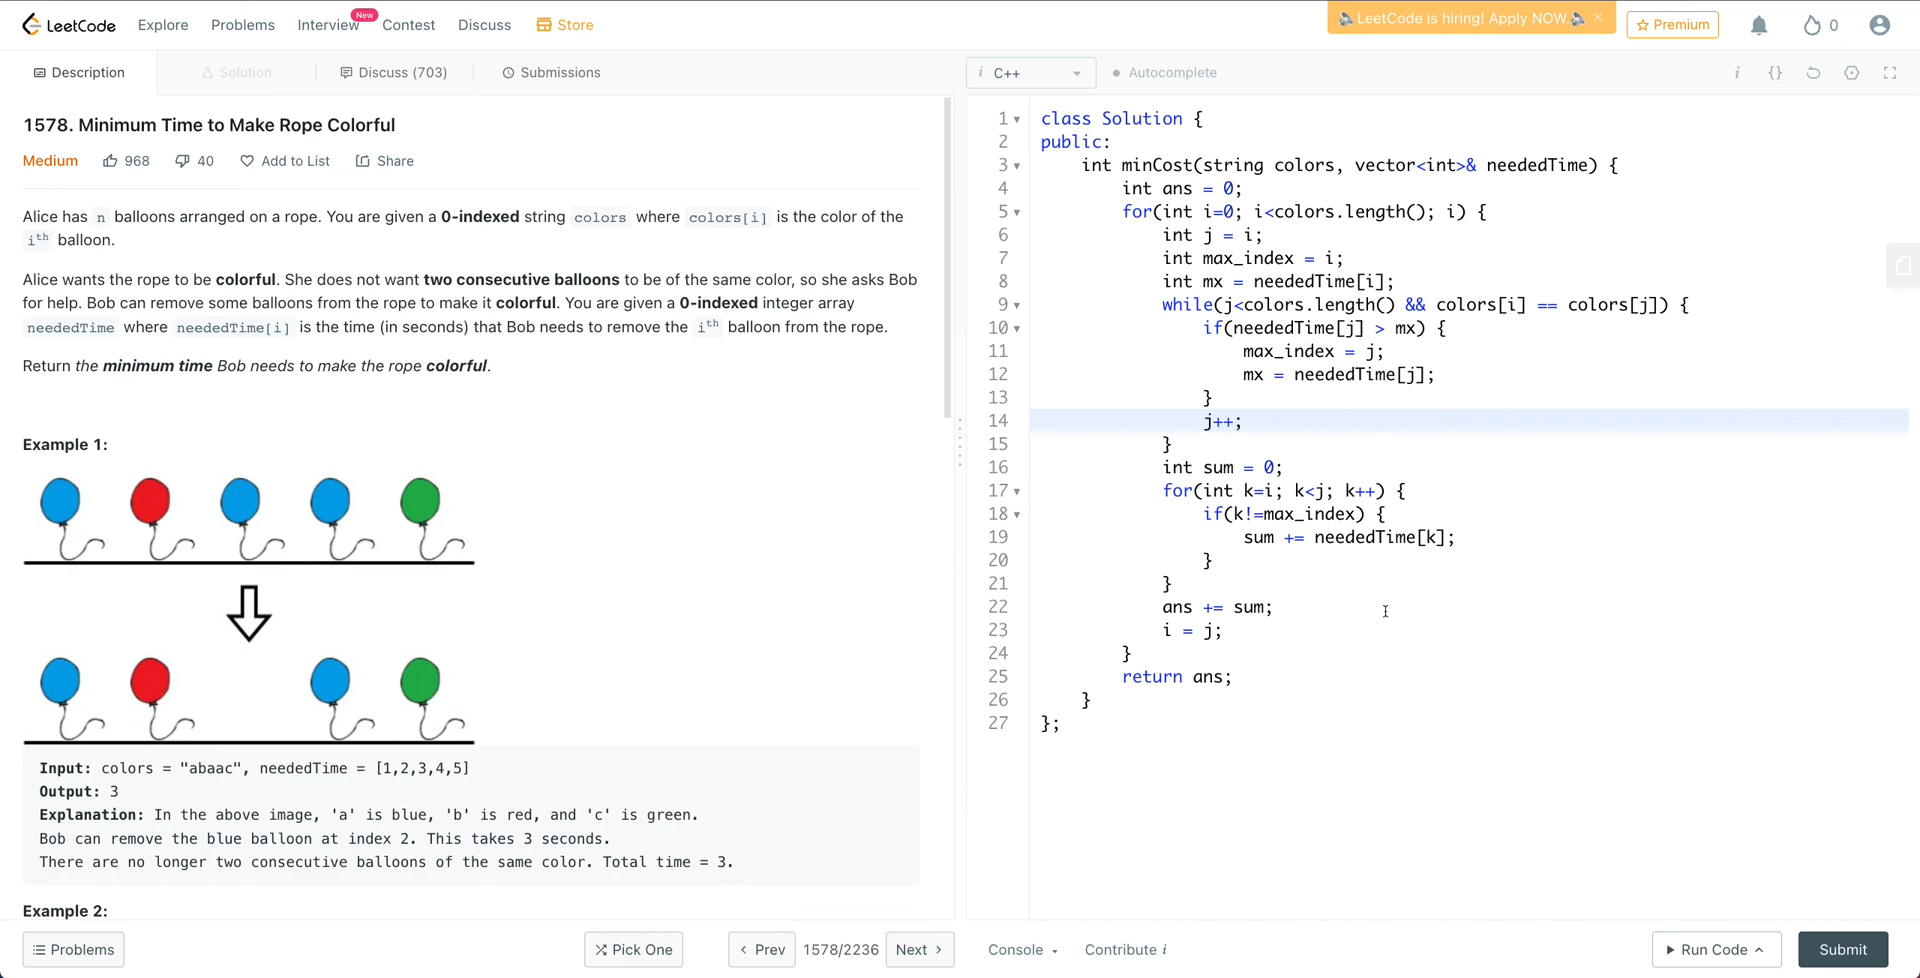 LeetCode Explore Problems Interview New Contest Discuss Store LeetCode is hiring! Apply NOW. × Premium 0
Description Solution Discuss (703) Submissions
1578. Minimum Time to Make Rope Colorful
Medium 968 40 Add to List Share
Alice has n balloons arranged on a rope. You are given a 0-indexed string colors where colors[i] is the color of the
ith balloon.
Alice wants the rope to be colorful. She does not want two consecutive balloons to be of the same color, so she asks Bob
for help. Bob can remove some balloons from the rope to make it colorful. You are given a 0-indexed integer array
neededTime where neededTime[i] is the time (in seconds) that Bob needs to remove the ith balloon from the rope.
Return the minimum time Bob needs to make the rope colorful.
Example 1:
Input: colors = "abaac", neededTime = [1,2,3,4,5]
Output: 3
Explanation: In the above image, 'a' is blue, 'b' is red, and 'c' is green.
Bob can remove the blue balloon at index 2. This takes 3 seconds.
There are no longer two consecutive balloons of the same color. Total time = 3.
Example 2:
Problems Pick One < Prev 1578/2236 Next >
i C++ Autocomplete i {}
1 class Solution {
2 public:
3 int minCost(string colors, vector<int>& neededTime) {
4 int ans = 0;
5 for(int i=0; i<colors.length(); i) {
6 int j = i;
7 int max_index = i;
8 int mx = neededTime[i];
9 while(j<colors.length() && colors[i] == colors[j]) {
10 if(neededTime[j] > mx) {
11 max_index = j;
12 mx = neededTime[j];
13 }
14 j++;
15 }
16 int sum = 0;
17 for(int k=i; k<j; k++) {
18 if(k!=max_index) {
19 sum += neededTime[k];
20 }
21 }
22 ans += sum;
23 i = j;
24 }
25 return ans;
26 }
27 };
Console Contribute i Run Code Submit